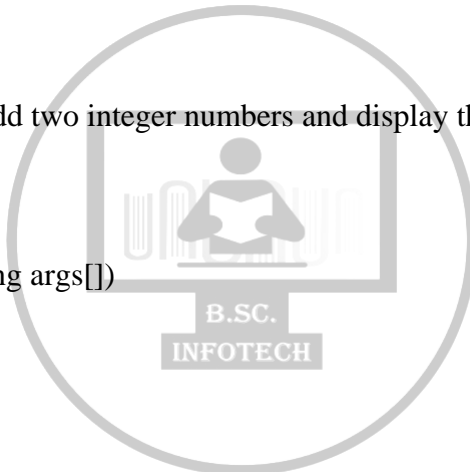 dd two integer numbers and display th
ng args[])
B.SC.
INFOTECH